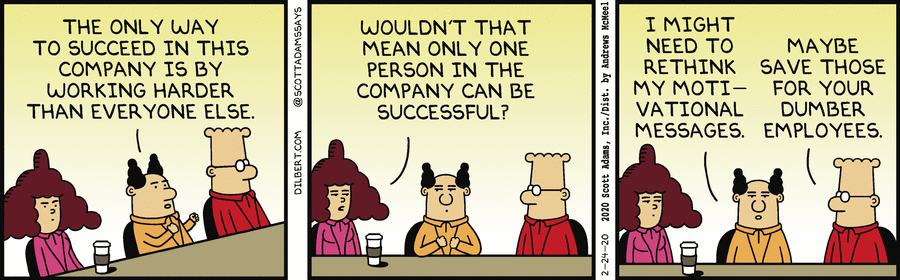 THE ONLY WAY
TO SUCCEED IN THIS
COMPANY IS BY
WORKING HARDER
THAN EVERYONE ELSE.
DILBERT.COM @SCOTTADAMSSAYS
WOULDN'T THAT
MEAN ONLY ONE
PERSON IN THE
COMPANY CAN BE
SUCCESSFUL?
2-24-20 2020 Scott Adams, Inc./Dist. by Andrews McMeel
I MIGHT
NEED TO
RETHINK
MY MOTI-
VATIONAL
MESSAGES.
MAYBE
SAVE THOSE
FOR YOUR
DUMBER
EMPLOYEES.